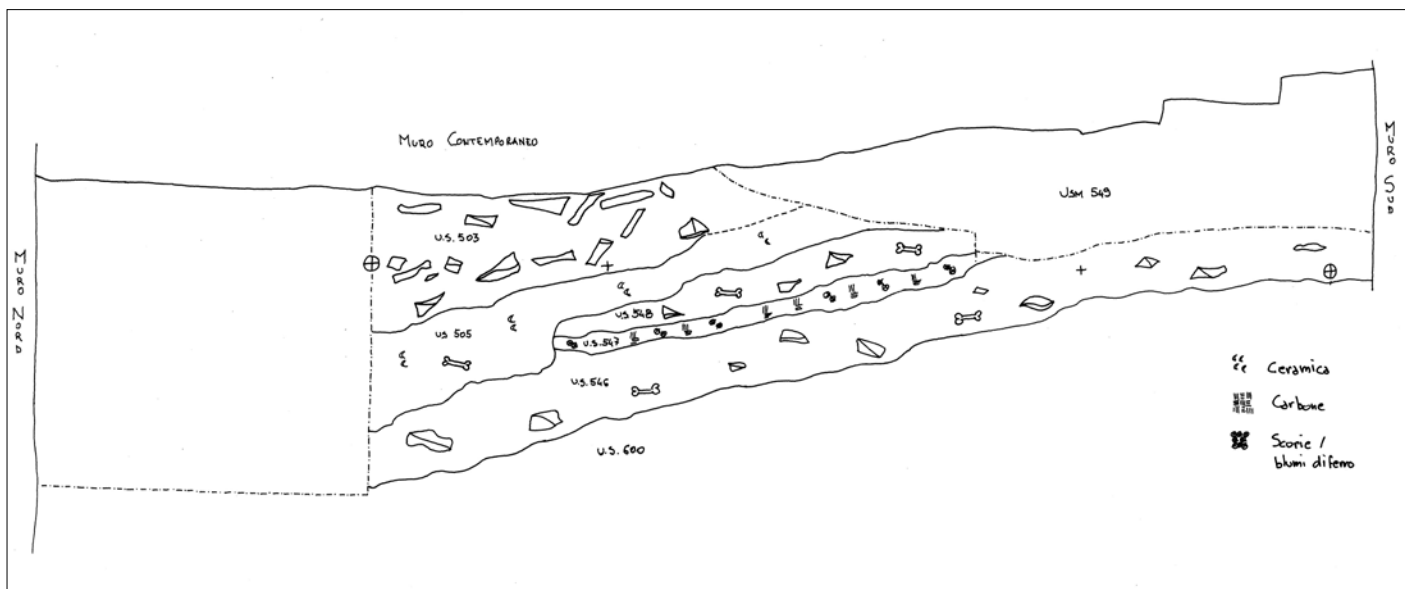 MURO CONTEMPORANEO
MURO NORD
MURO SUD
USM 549
U.S. 503
US 505
U.S. 548
U.S. 547
U.S. 546
U.S. 600
Ceramica
Carbone
Scorie /
blumi di ferro